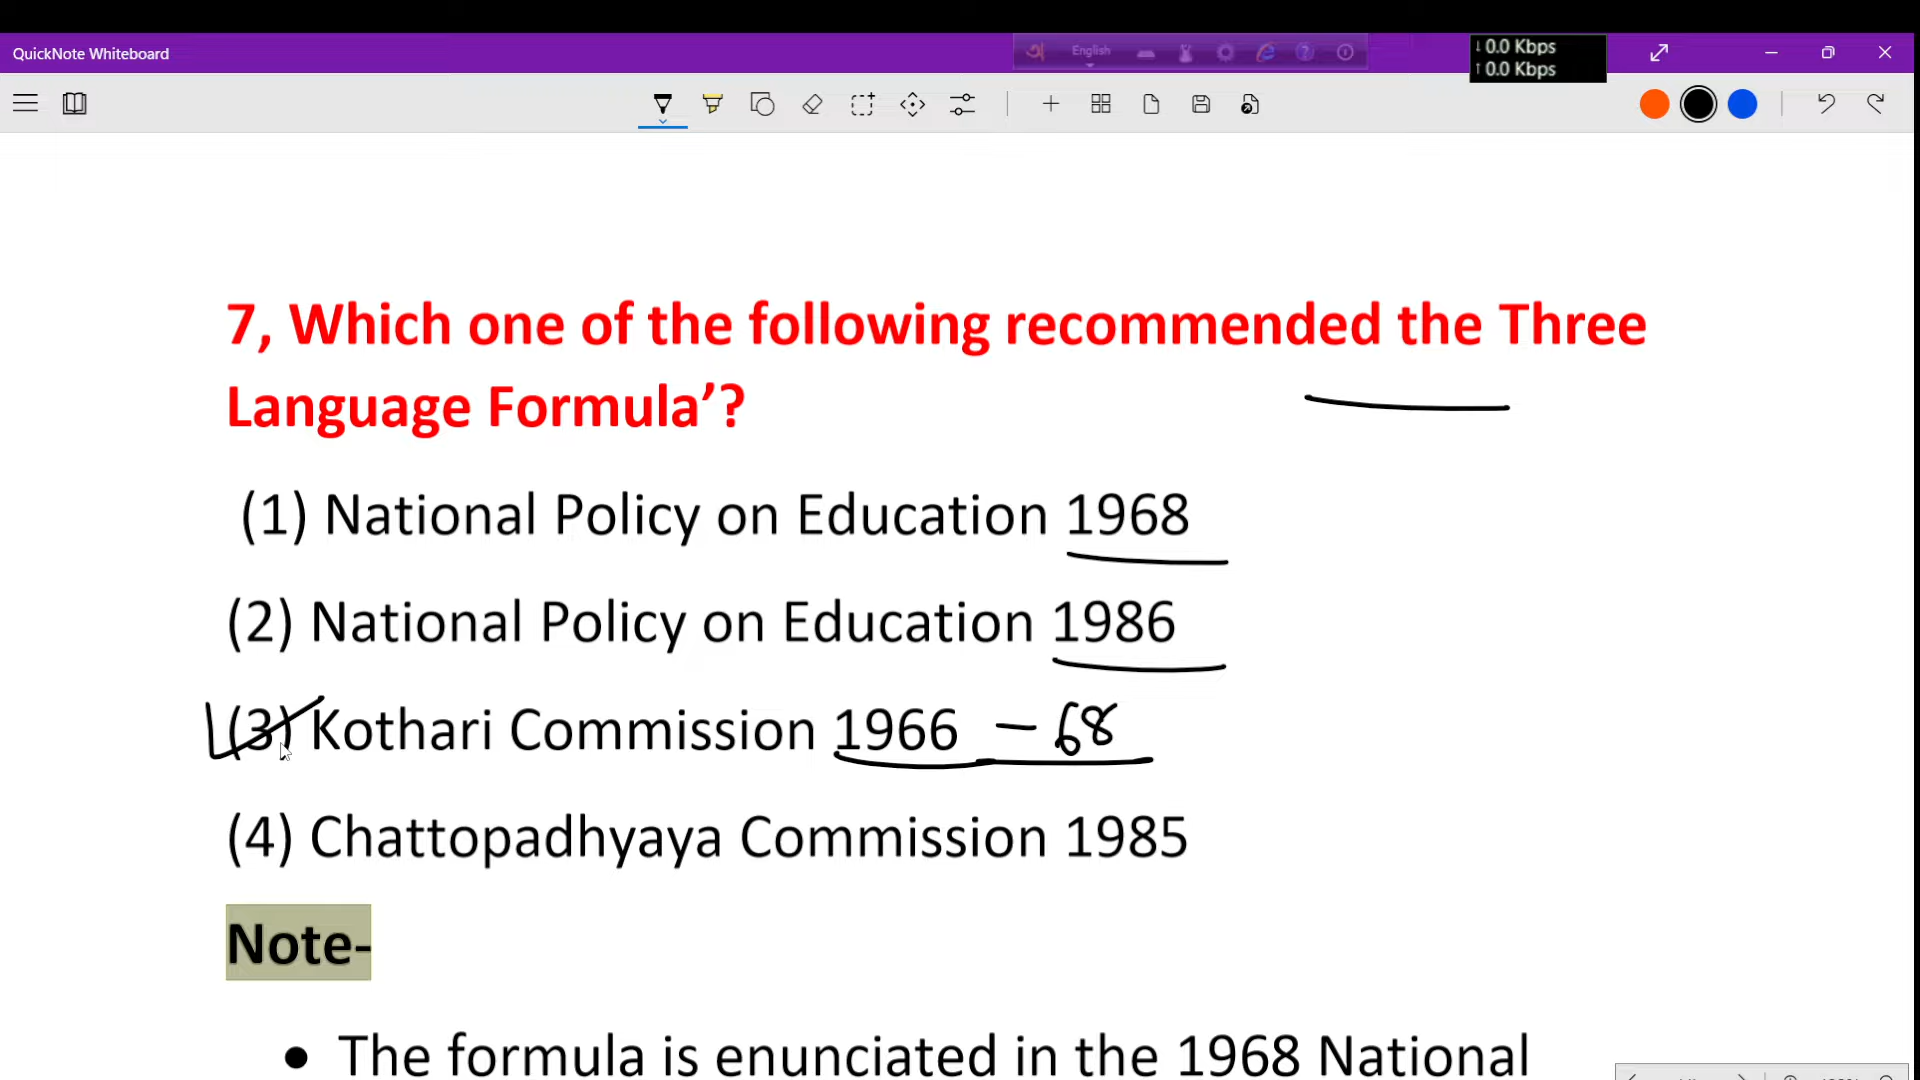 QuickNote Whiteboard
English
↓ 0.0 Kbps
↑ 0.0 Kbps
7, Which one of the following recommended the Three
Language Formula’?
(1) National Policy on Education 1968
(2) National Policy on Education 1986
(3) Kothari Commission 1966 – 68
(4) Chattopadhyaya Commission 1985
Note-
• The formula is enunciated in the 1968 National